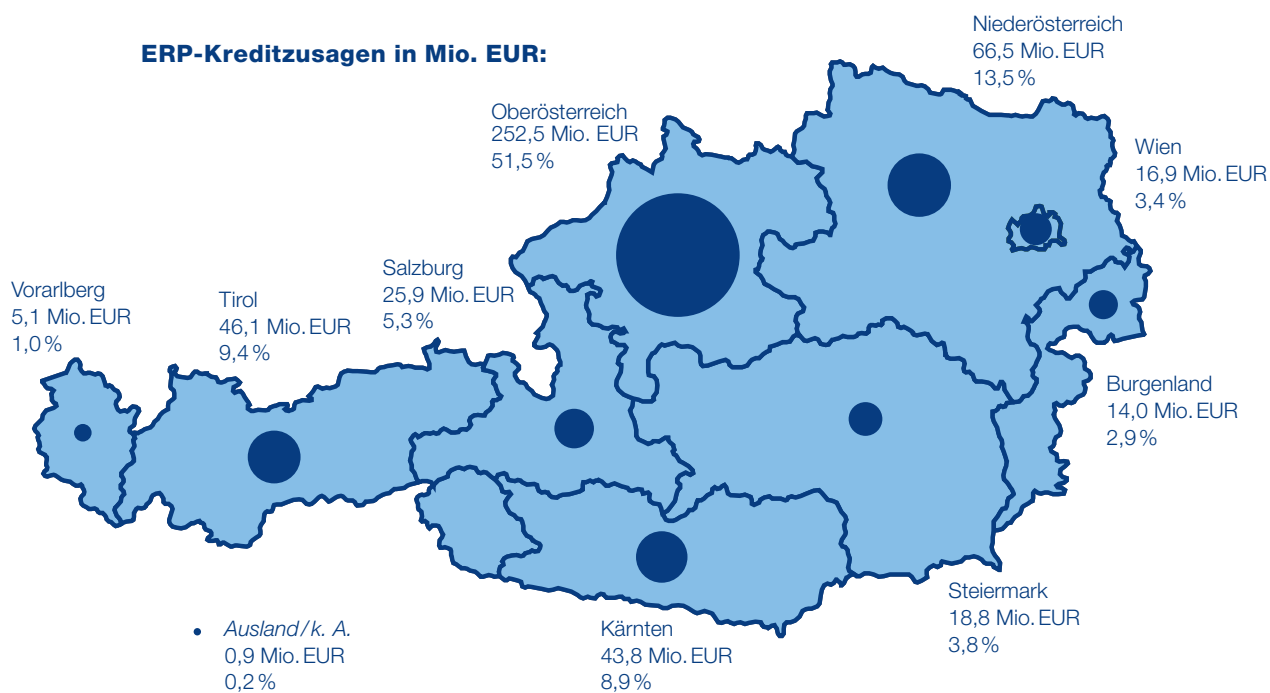 ERP-Kreditzusagen in Mio. EUR:
Niederösterreich
66,5 Mio. EUR
13,5 %
Oberösterreich
252,5 Mio. EUR
51,5 %
Wien
16,9 Mio. EUR
3,4 %
Salzburg
25,9 Mio. EUR
5,3 %
Vorarlberg
5,1 Mio. EUR
1,0 %
Tirol
46,1 Mio. EUR
9,4 %
Burgenland
14,0 Mio. EUR
2,9 %
Steiermark
18,8 Mio. EUR
3,8 %
Ausland/k. A.
0,9 Mio. EUR
0,2 %
Kärnten
43,8 Mio. EUR
8,9 %